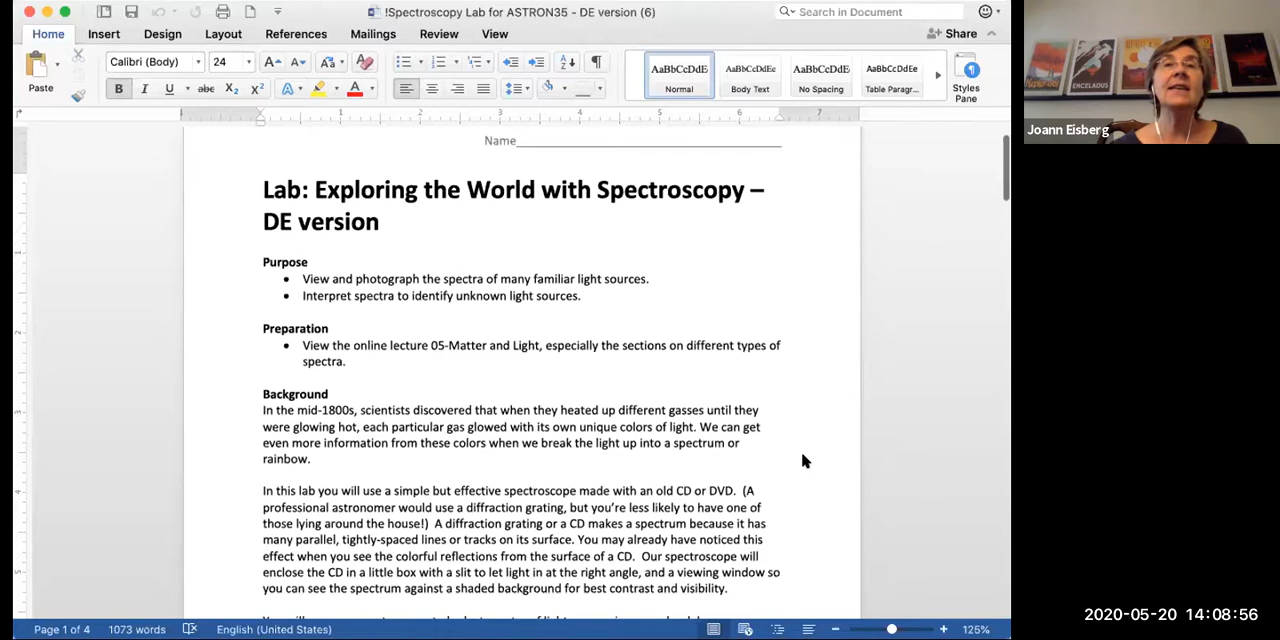 !Spectroscopy Lab for ASTRON35 - DE version (6)
Search in Document
Home Insert Design Layout References Mailings Review View
Share
Paste
Calibri (Body) 24
AaBbCcDdE AaBbCcDdE AaBbCcDdE AaBbCcDdEe
Normal Body Text No Spacing Table Paragr...
Styles Pane
1 2 3 4 5 6 7
Name
Lab: Exploring the World with Spectroscopy –
DE version
Purpose
• View and photograph the spectra of many familiar light sources.
• Interpret spectra to identify unknown light sources.
Preparation
• View the online lecture 05-Matter and Light, especially the sections on different types of
spectra.
Background
In the mid-1800s, scientists discovered that when they heated up different gasses until they
were glowing hot, each particular gas glowed with its own unique colors of light. We can get
even more information from these colors when we break the light up into a spectrum or
rainbow.
In this lab you will use a simple but effective spectroscope made with an old CD or DVD. (A
professional astronomer would use a diffraction grating, but you're less likely to have one of
those lying around the house!) A diffraction grating or a CD makes a spectrum because it has
many parallel, tightly-spaced lines or tracks on its surface. You may already have noticed this
effect when you see the colorful reflections from the surface of a CD. Our spectroscope will
enclose the CD in a little box with a slit to let light in at the right angle, and a viewing window so
you can see the spectrum against a shaded background for best contrast and visibility.
Page 1 of 4 1073 words English (United States) 125%
ENCELADUS
Joann Eisberg
2020-05-20 14:08:56